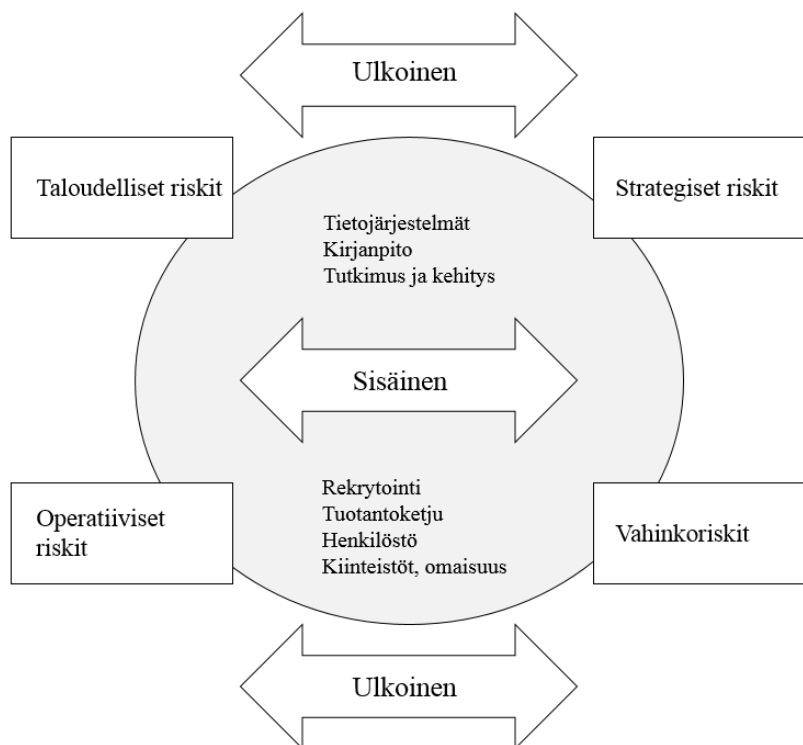 Ulkoinen
Taloudelliset riskit
Strategiset riskit
Tietojärjestelmät
Kirjanpito
Tutkimus ja kehitys
Sisäinen
Rekrytointi
Tuotantoketju
Henkilöstö
Kiinteistöt, omaisuus
Operatiiviset
riskit
Vahinkoriskit
Ulkoinen